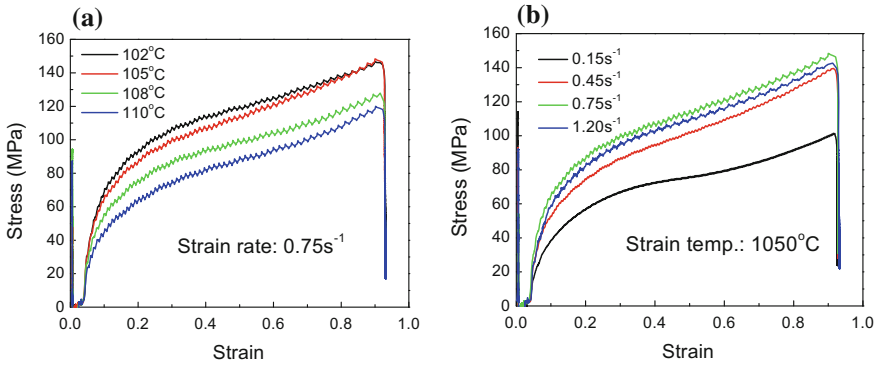 (a)
160
140
120
100
80
60
40
20
0
Stress (MPa)
102°C
105°C
108°C
110°C
Strain rate: 0.75s⁻¹
0.0 0.2 0.4 0.6 0.8 1.0
Strain
(b)
160
140
120
100
80
60
40
20
0
Stress (MPa)
0.15s⁻¹
0.45s⁻¹
0.75s⁻¹
1.20s⁻¹
Strain temp.: 1050°C
0.0 0.2 0.4 0.6 0.8 1.0
Strain